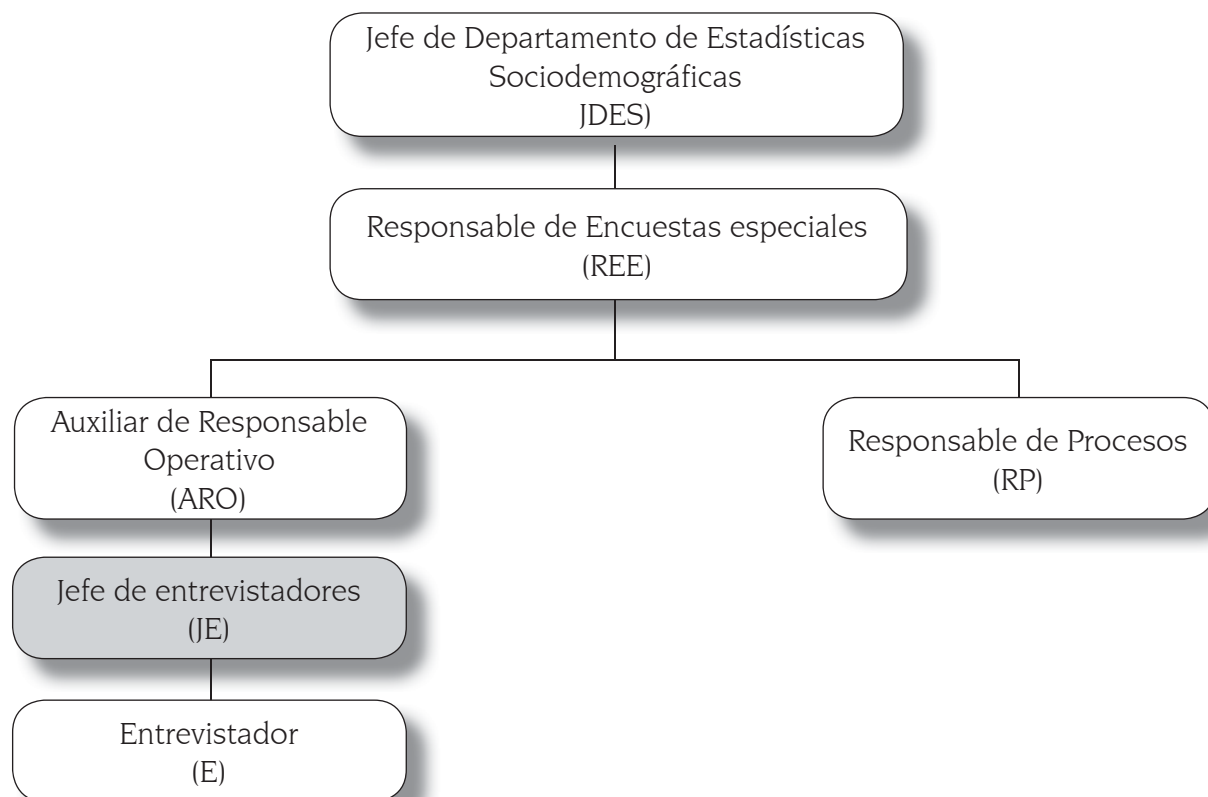 Jefe de Departamento de Estadísticas
Sociodemográficas
JDES)
Responsable de Encuestas especiales
(REE)
Auxiliar de Responsable
Operativo
(ARO)
Responsable de Procesos
(RP)
Jefe de entrevistadores
(JE)
Entrevistador
(E)